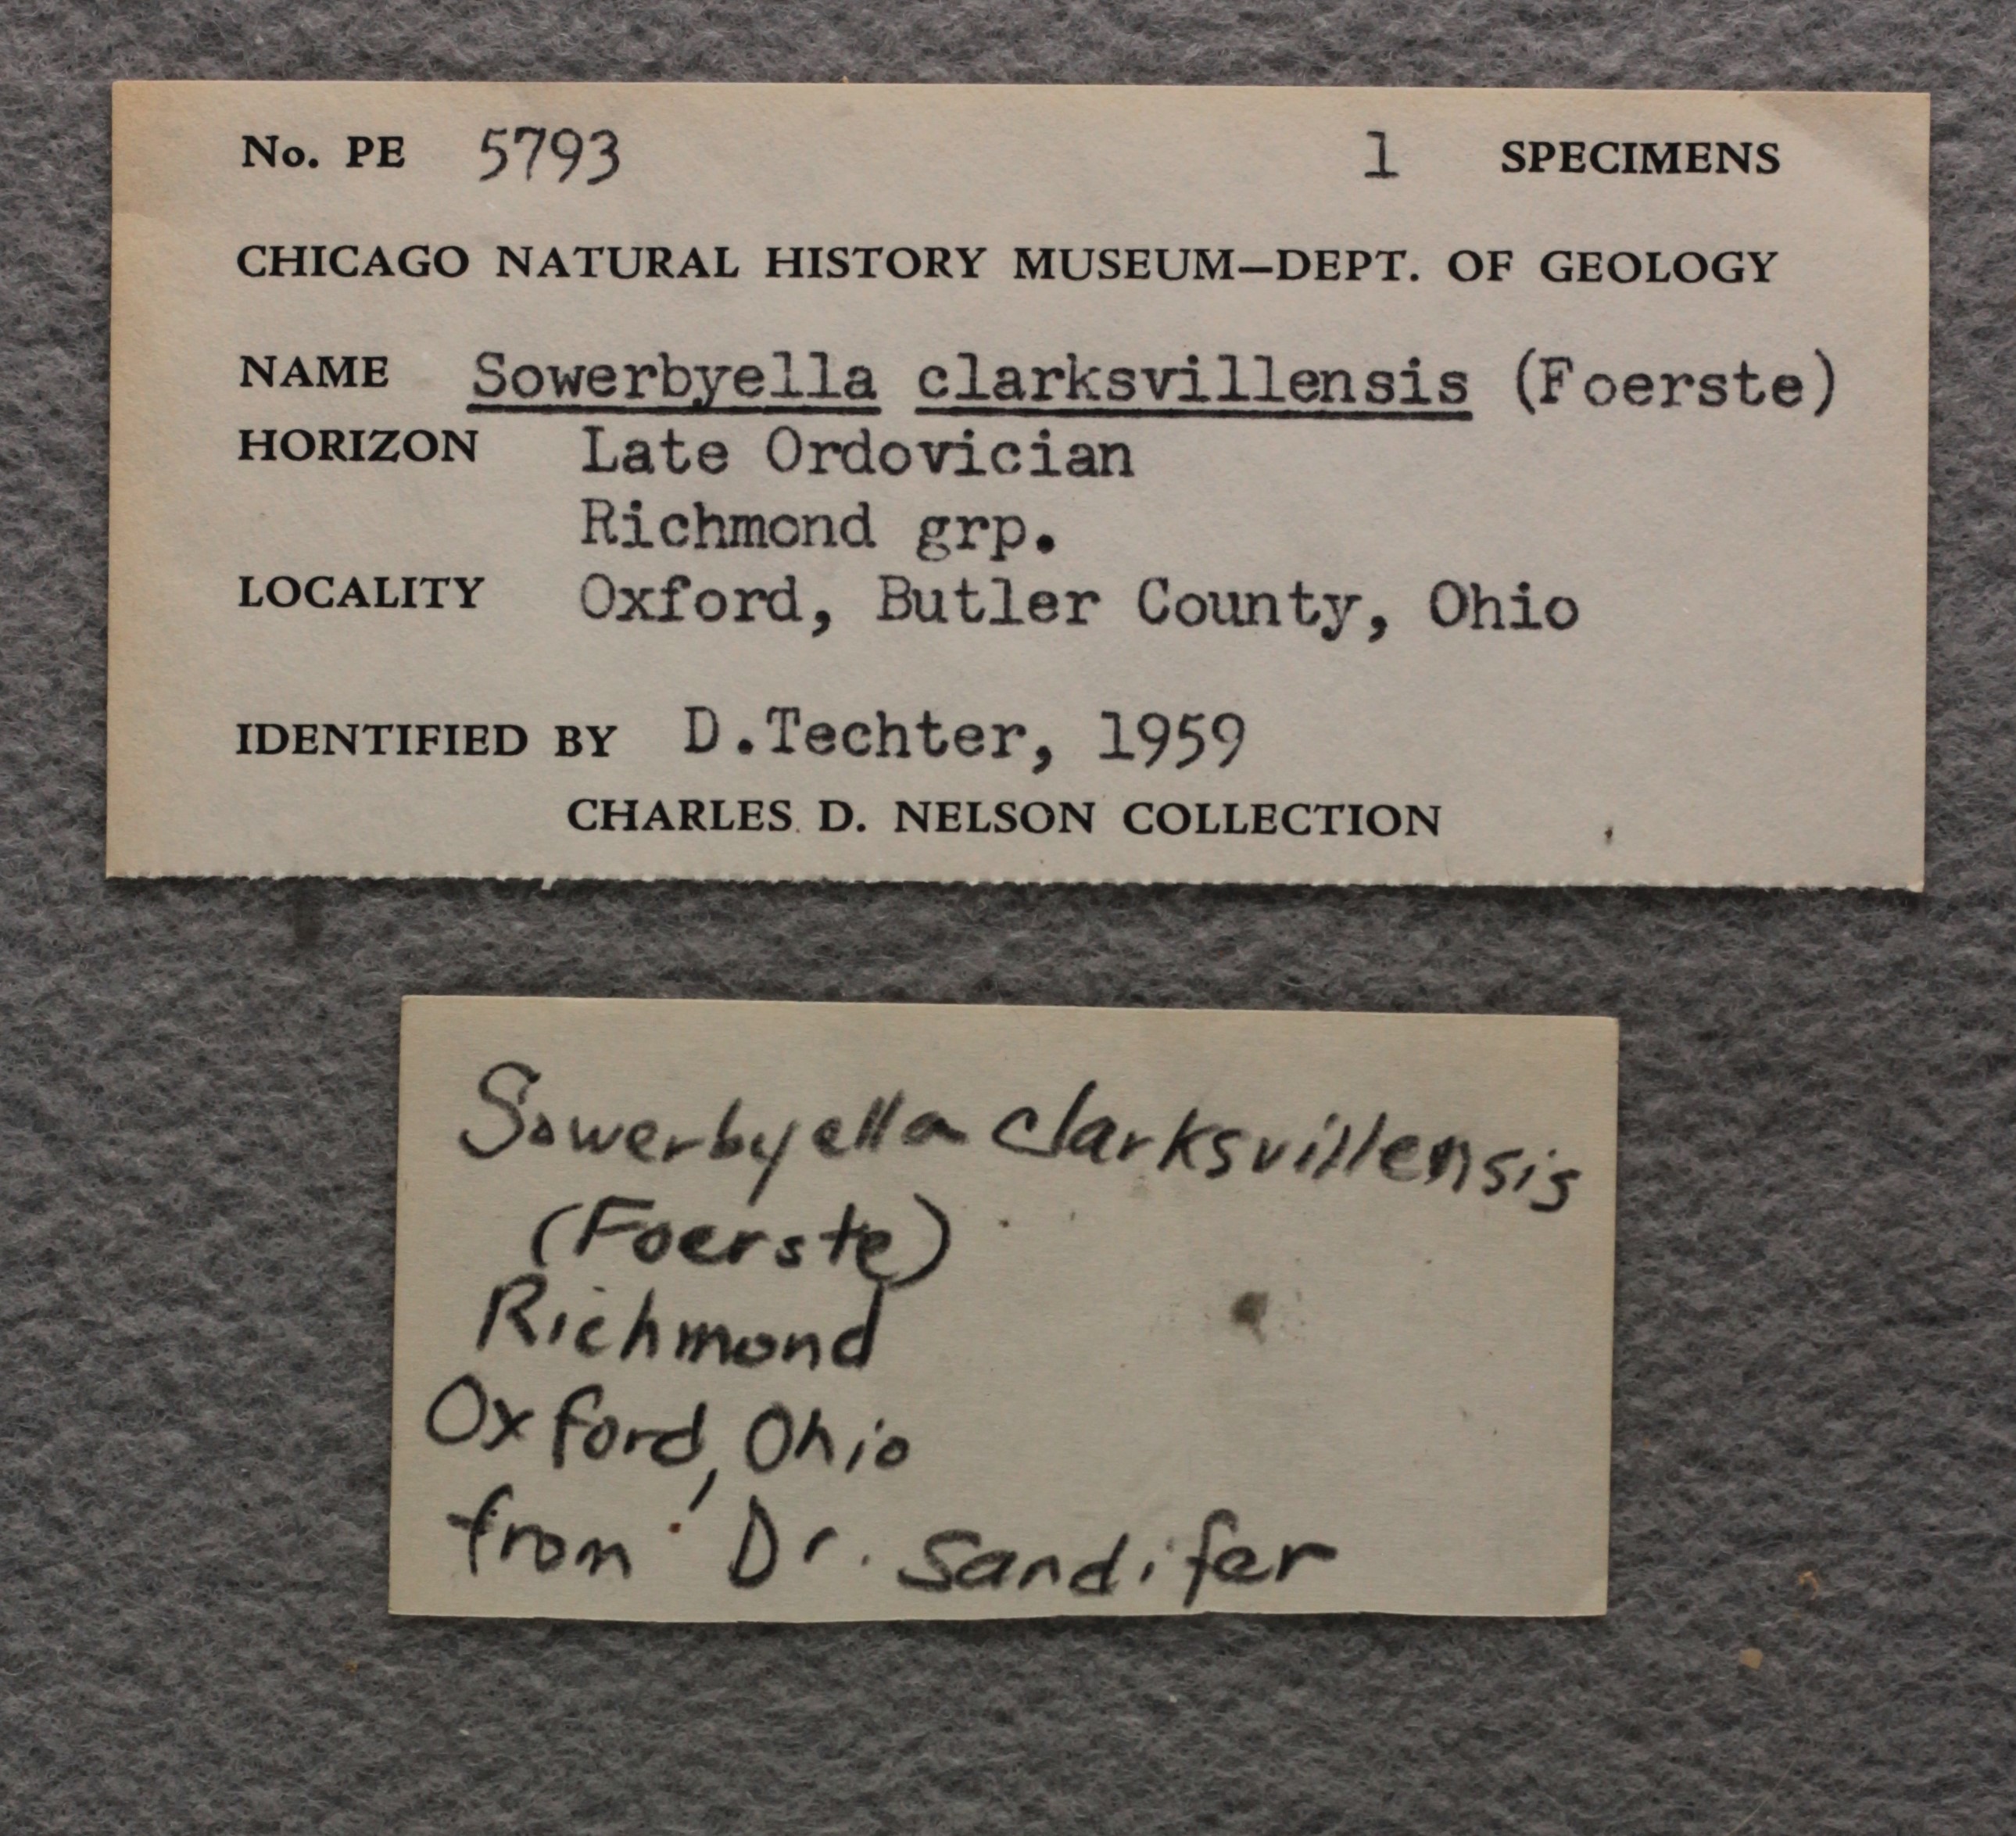 No. PE 5793 1 SPECIMENS
CHICAGO NATURAL HISTORY MUSEUM—DEPT. OF GEOLOGY
NAME Sowerbyella clarksvillensis (Foerste)
HORIZON Late Ordovician
Richmond grp.
LOCALITY Oxford, Butler County, Ohio
IDENTIFIED BY D.Techter, 1959
CHARLES D. NELSON COLLECTION
Sowerbyella clarksvillensis
(Foerste)
Richmond
Oxford, Ohio
from Dr. Sandifer